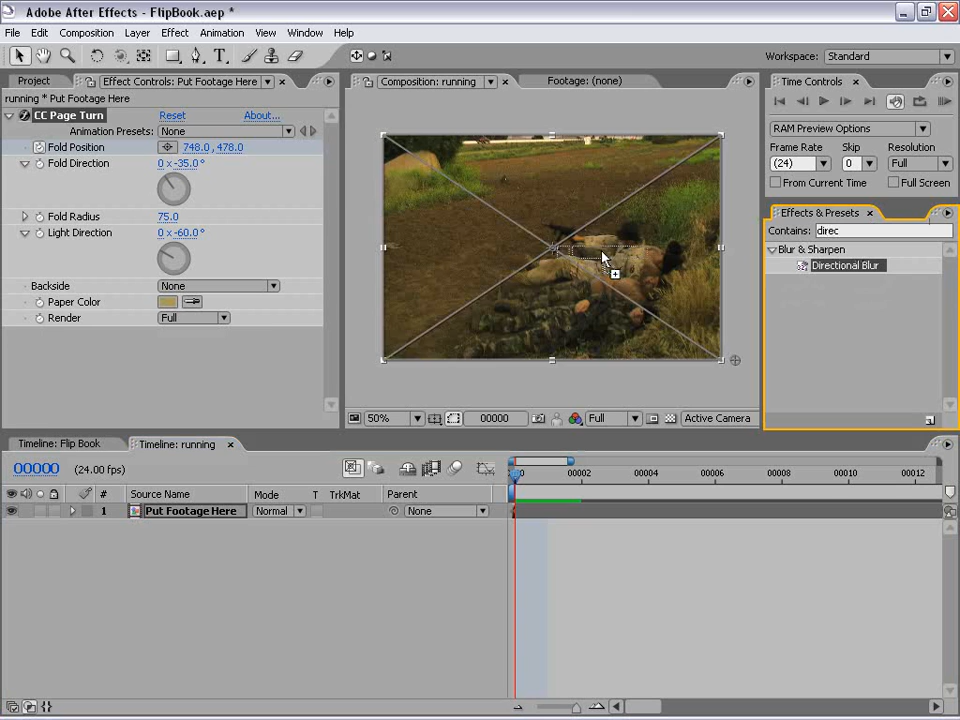 Adobe After Effects - FlipBook.aep *
File Edit Composition Layer Effect Animation View Window Help
Workspace: Standard
Project Effect Controls: Put Footage Here
Composition: running Footage: (none)
Time Controls
running * Put Footage Here
CC Page Turn Reset About...
Animation Presets: None
Fold Position 748.0, 478.0
Fold Direction 0 x -35.0°
Fold Radius 75.0
Light Direction 0 x -60.0°
Backside None
Paper Color
Render Full
RAM Preview Options
Frame Rate Skip Resolution
(24) 0 Full
From Current Time Full Screen
Effects & Presets
Contains: direc
Blur & Sharpen
Directional Blur
50% 00000 Full Active Camera
Timeline: Flip Book Timeline: running
00000 (24.00 fps)
00002 00004 00006 00008 00010 00012
# Source Name Mode T TrkMat Parent
1 Put Footage Here Normal None